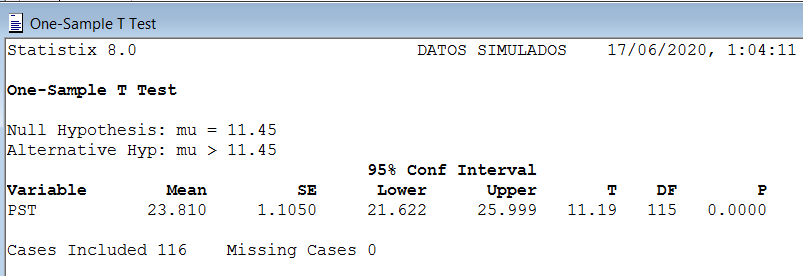 One-Sample T Test
Statistix 8.0 DATOS SIMULADOS 17/06/2020, 1:04:11
One-Sample T Test
Null Hypothesis: mu = 11.45
Alternative Hyp: mu > 11.45
95% Conf Interval
Variable Mean SE Lower Upper T DF P
PST 23.810 1.1050 21.622 25.999 11.19 115 0.0000
Cases Included 116 Missing Cases 0